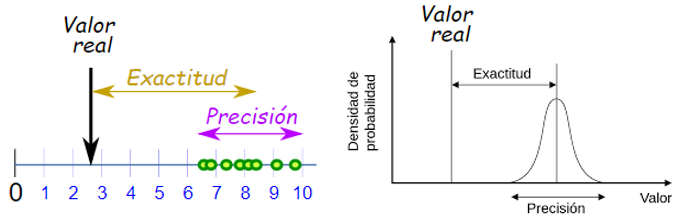 Valor
real
Exactitud
Precisión
0 1 2 3 4 5 6 7 8 9 10
Valor
real
Exactitud
Densidad de
probabilidad
Valor
Precisión